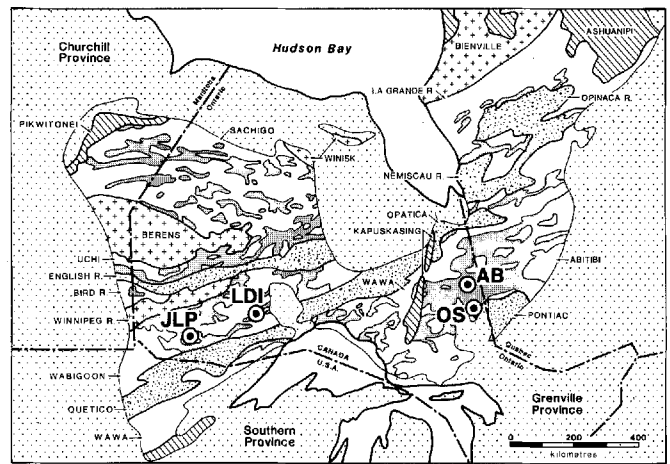 Churchill
Province
Hudson Bay
BIENVILLE
ASHUANIPI
Manitoba
Ontario
LA GRANDE R.
OPINACA R.
PIKWITONEI
SACHIGO
WINISK
NEMISCAU R.
OPATICA
KAPUSKASING
BERENS
UCHI
ENGLISH R.
BIRD R.
WINNIPEG R.
WAWA
ABITIBI
AB
LDI
JLP
OS
PONTIAC
CANADA
U.S.A.
Quebec
Ontario
WABIGOON
QUETICO
WAWA
Southern
Province
Grenville
Province
0 200 400
kilometres